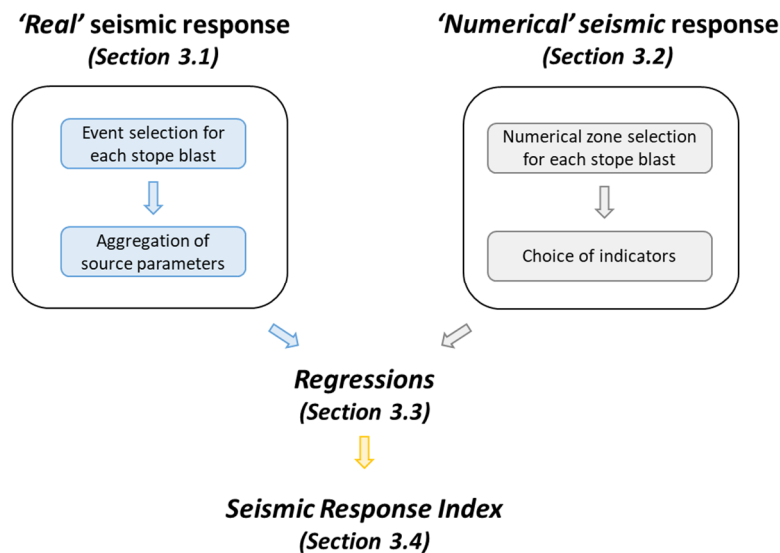 ‘Real’ seismic response
(Section 3.1)
Event selection for
each stope blast
Aggregation of
source parameters
‘Numerical’ seismic response
(Section 3.2)
Numerical zone selection
for each stope blast
Choice of indicators
Regressions
(Section 3.3)
Seismic Response Index
(Section 3.4)